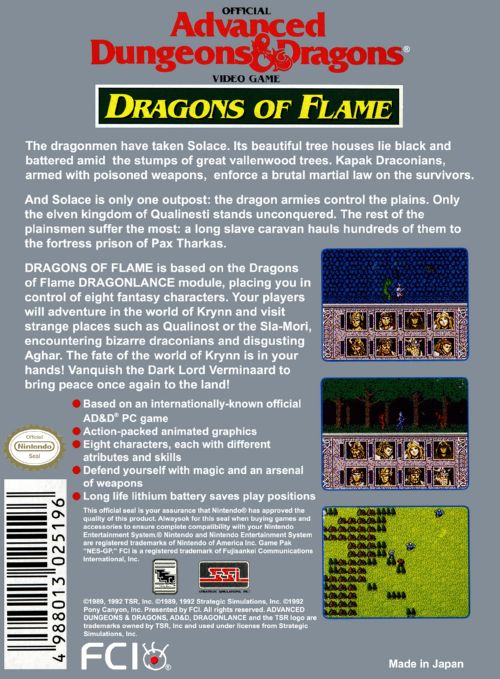 OFFICIAL
Advanced
Dungeons & Dragons®
VIDEO GAME
DRAGONS OF FLAME
The dragonmen have taken Solace. Its beautiful tree houses lie black and
battered amid the stumps of great vallenwood trees. Kapak Draconians,
armed with poisoned weapons, enforce a brutal martial law on the survivors.
And Solace is only one outpost: the dragon armies control the plains. Only
the elven kingdom of Qualinesti stands unconquered. The rest of the
plainsmen suffer the most: a long slave caravan hauls hundreds of them to
the fortress prison of Pax Tharkas.
DRAGONS OF FLAME is based on the Dragons
of Flame DRAGONLANCE module, placing you in
control of eight fantasy characters. Your players
will adventure in the world of Krynn and visit
strange places such as Qualinost or the Sla-Mori,
encountering bizarre draconians and disgusting
Aghar. The fate of the world of Krynn is in your
hands! Vanquish the Dark Lord Verminaard to
bring peace once again to the land!
Based on an internationally-known official
AD&D® PC game
Action-packed animated graphics
Eight characters, each with different
atributes and skills
Defend yourself with magic and an arsenal
of weapons
Long life lithium battery saves play positions
Official
Nintendo
Seal
This official seal is your assurance that Nintendo® has approved the
quality of this product. Alwaysok for this seal when buying games and
accessories to ensure complete compatibility with your Nintendo
Entertainment System.© Nintendo and Nintendo Entertainment System
are registered trademarks of Nintendo of America Inc. Game Pak
"NES-GP." FCI is a registered trademark of Fujisankei Communications
International, Inc.
SSI
STRATEGIC SIMULATIONS, INC.
©1989, 1992 TSR, Inc. ©1989, 1992 Strategic Simulations, Inc. ©1992
Pony Canyon, Inc. Presented by FCI. All rights reserved. ADVANCED
DUNGEONS & DRAGONS, AD&D, DRAGONLANCE and the TSR logo are
trademarks owned by TSR, Inc and used under license from Strategic
Simulations, Inc.
4 988013 025196
FCI®
Made in Japan